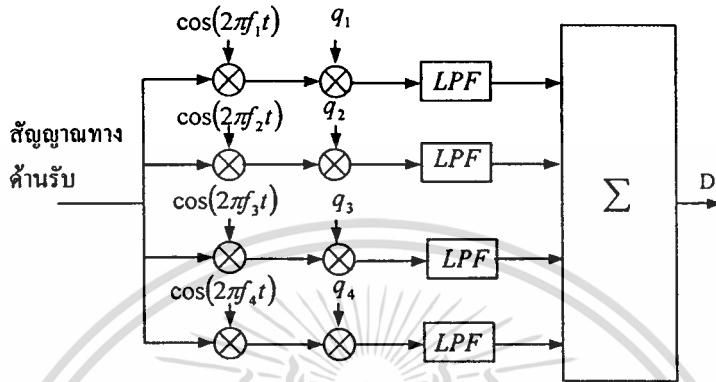 cos(2πf₁t) q₁
LPF
cos(2πf₂t) q₂
LPF
สัญญาณทาง
ด้านรับ
cos(2πf₃t) q₃
LPF
cos(2πf₄t) q₄
LPF
Σ
D